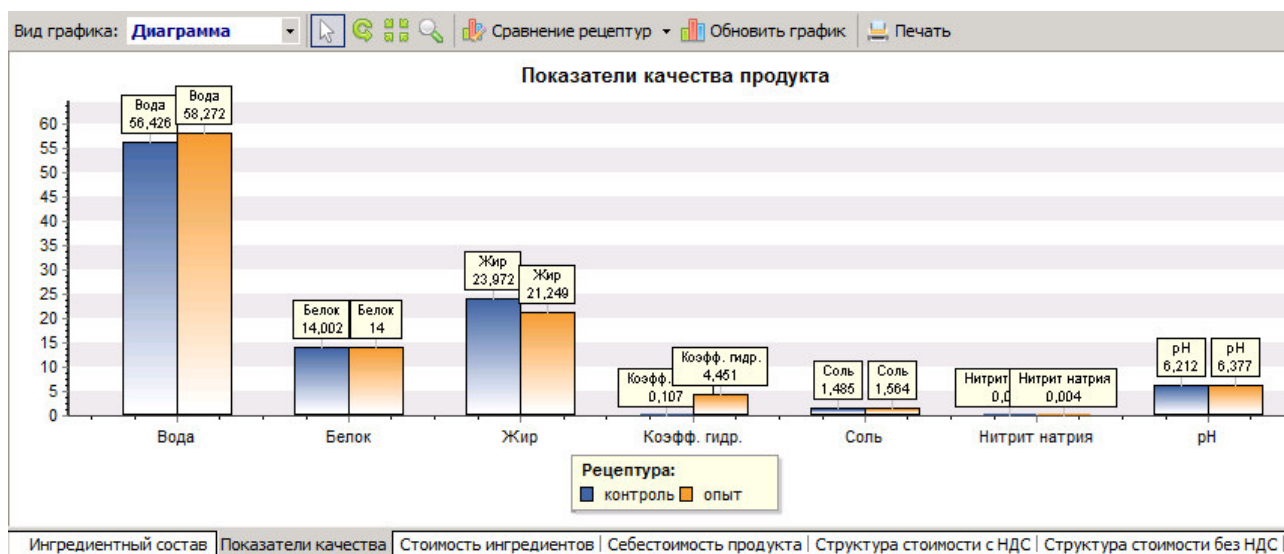 Вид графика: Диаграмма Сравнение рецептур Обновить график Печать
Показатели качества продукта
Вода
56,426
Вода
58,272
Белок
14,002
Белок
14
Жир
23,972
Жир
21,249
Коэфф.
0,107
Коэфф. гидр.
4,451
Соль
1,485
Соль
1,564
Нитрит
Нитрит натрия
0,004
pH
6,212
pH
6,377
60
55
50
45
40
35
30
25
20
15
10
5
0
Вода Белок Жир Коэфф. гидр. Соль Нитрит натрия pH
Рецептура:
контроль опыт
Ингредиентный состав Показатели качества Стоимость ингредиентов Себестоимость продукта Структура стоимости с НДС Структура стоимости без НДС